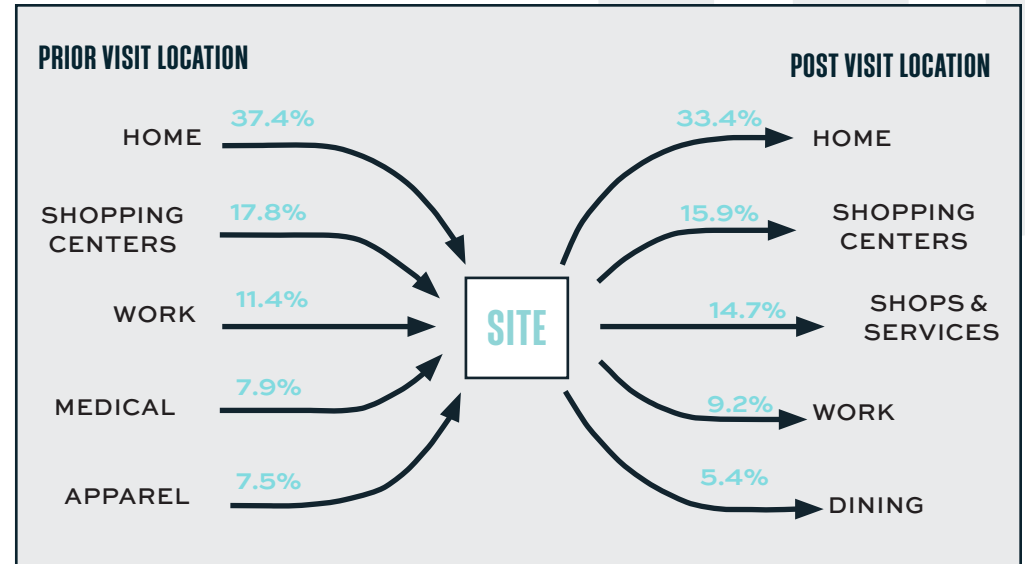 PRIOR VISIT LOCATION
37.4%
HOME
17.8%
SHOPPING
CENTERS
11.4%
WORK
7.9%
MEDICAL
7.5%
APPAREL
SITE
POST VISIT LOCATION
33.4%
HOME
15.9%
SHOPPING
CENTERS
14.7%
SHOPS &
SERVICES
9.2%
WORK
5.4%
DINING